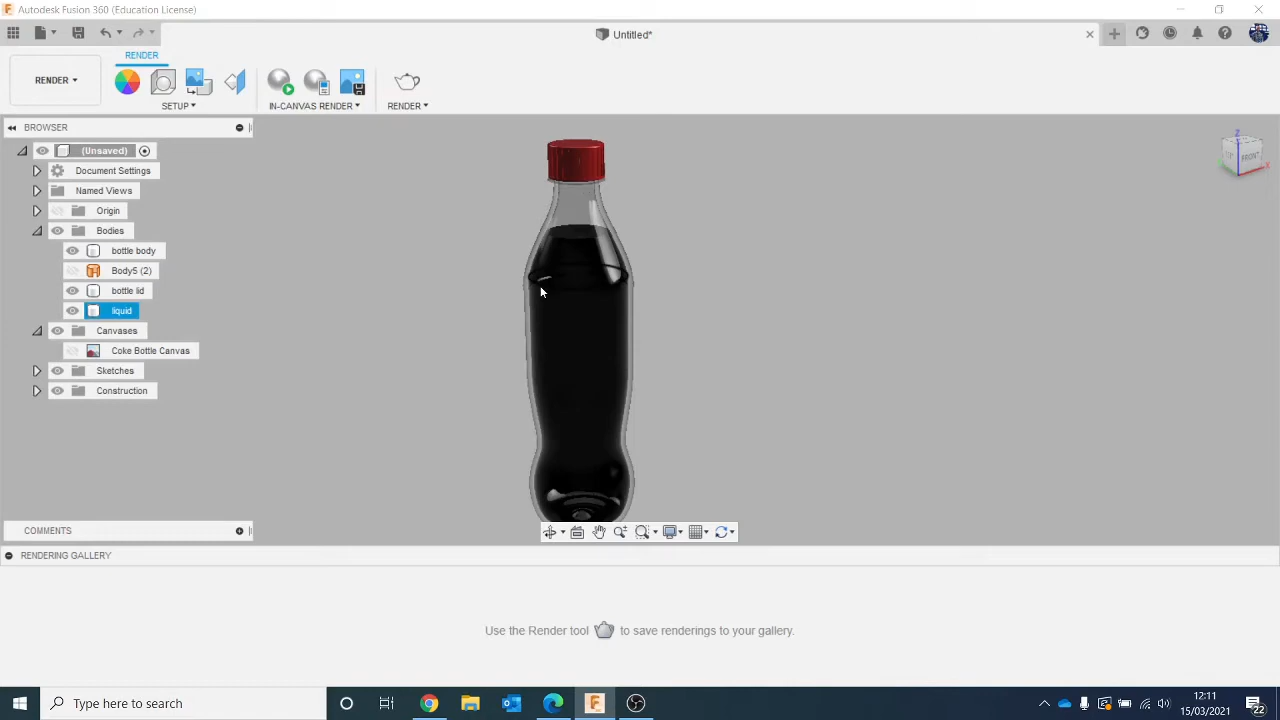 Autodesk Fusion 360 (Education License)
Untitled*
RENDER
RENDER
SETUP
IN-CANVAS RENDER
RENDER
BROWSER
(Unsaved)
Document Settings
Named Views
Origin
Bodies
bottle body
Body5 (2)
bottle lid
liquid
Canvases
Coke Bottle Canvas
Sketches
Construction
FRONT
COMMENTS
RENDERING GALLERY
Use the Render tool to save renderings to your gallery.
Type here to search
12:11
15/03/2021
22